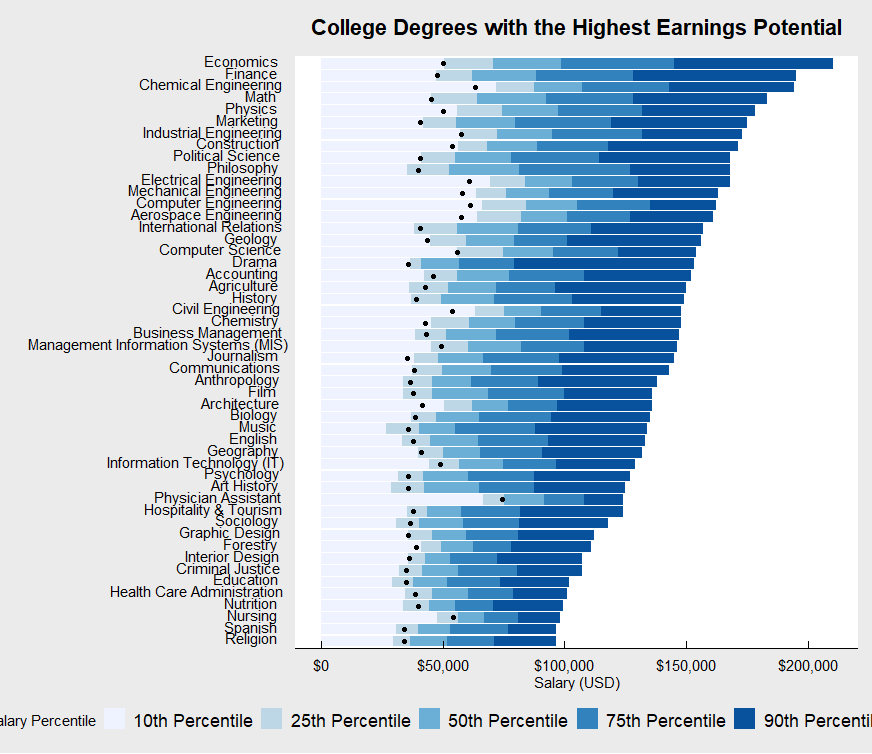 College Degrees with the Highest Earnings Potential
Economics
Finance
Chemical Engineering
Math
Physics
Marketing
Industrial Engineering
Construction
Political Science
Philosophy
Electrical Engineering
Mechanical Engineering
Computer Engineering
Aerospace Engineering
International Relations
Geology
Computer Science
Drama
Accounting
Agriculture
History
Civil Engineering
Chemistry
Business Management
Management Information Systems (MIS)
Journalism
Communications
Anthropology
Film
Architecture
Biology
Music
English
Geography
Information Technology (IT)
Psychology
Art History
Physician Assistant
Hospitality & Tourism
Sociology
Graphic Design
Forestry
Interior Design
Criminal Justice
Education
Health Care Administration
Nutrition
Nursing
Spanish
Religion
$0 $50,000 $100,000 $150,000 $200,000
Salary (USD)
alary Percentile 10th Percentile 25th Percentile 50th Percentile 75th Percentile 90th Percenti